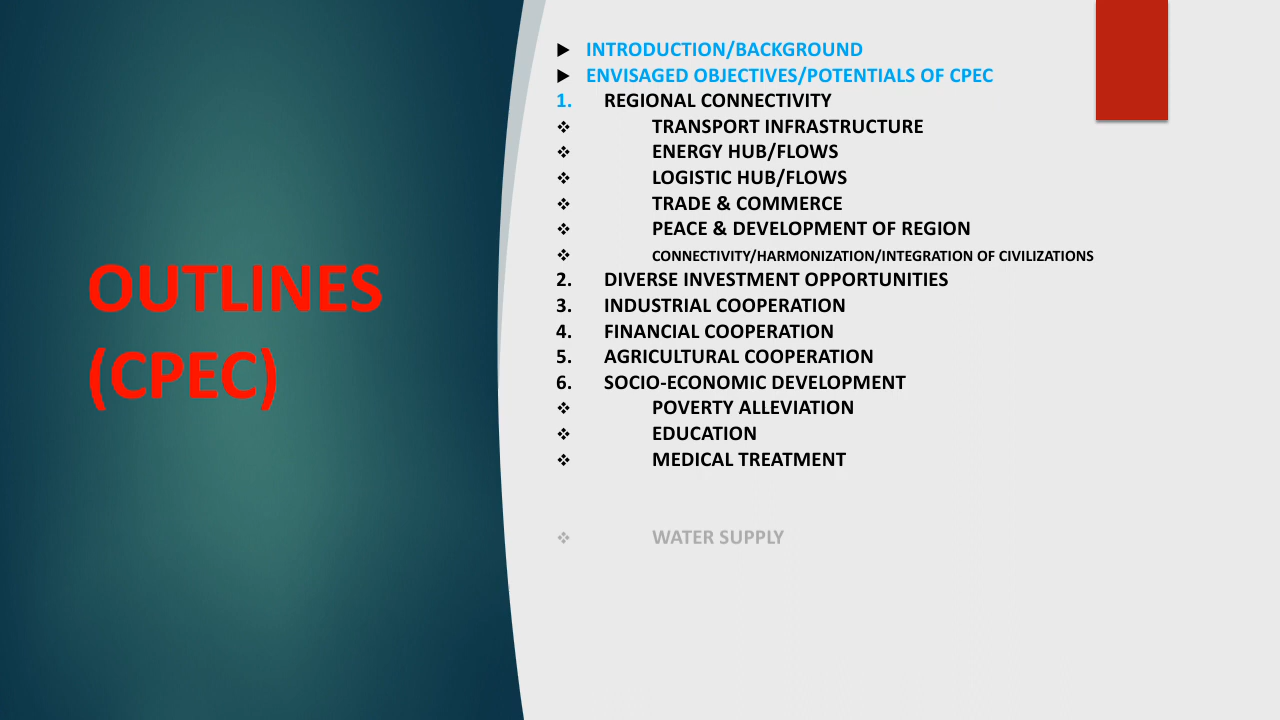 OUTLINES
(CPEC)
▶ INTRODUCTION/BACKGROUND
▶ ENVISAGED OBJECTIVES/POTENTIALS OF CPEC
1. REGIONAL CONNECTIVITY
❖ TRANSPORT INFRASTRUCTURE
❖ ENERGY HUB/FLOWS
❖ LOGISTIC HUB/FLOWS
❖ TRADE & COMMERCE
❖ PEACE & DEVELOPMENT OF REGION
❖ CONNECTIVITY/HARMONIZATION/INTEGRATION OF CIVILIZATIONS
2. DIVERSE INVESTMENT OPPORTUNITIES
3. INDUSTRIAL COOPERATION
4. FINANCIAL COOPERATION
5. AGRICULTURAL COOPERATION
6. SOCIO-ECONOMIC DEVELOPMENT
❖ POVERTY ALLEVIATION
❖ EDUCATION
❖ MEDICAL TREATMENT
❖ WATER SUPPLY